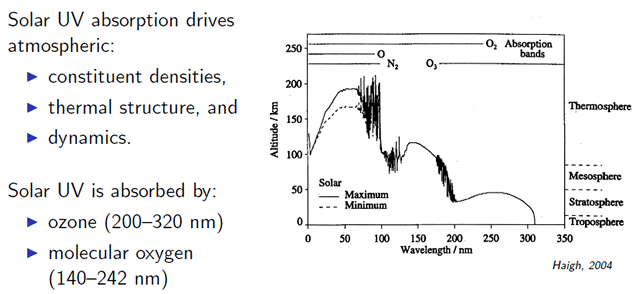 Solar UV absorption drives
atmospheric:
▶ constituent densities,
▶ thermal structure, and
▶ dynamics.
Solar UV is absorbed by:
▶ ozone (200–320 nm)
▶ molecular oxygen
(140–242 nm)
O₂ Absorption
bands
O
N₂ O₃
250
200
150
100
50
0
Altitude / km
Thermosphere
Mesosphere
Stratosphere
Troposphere
Solar
Maximum
Minimum
0 50 100 150 200 250 300 350
Wavelength / nm
Haigh, 2004